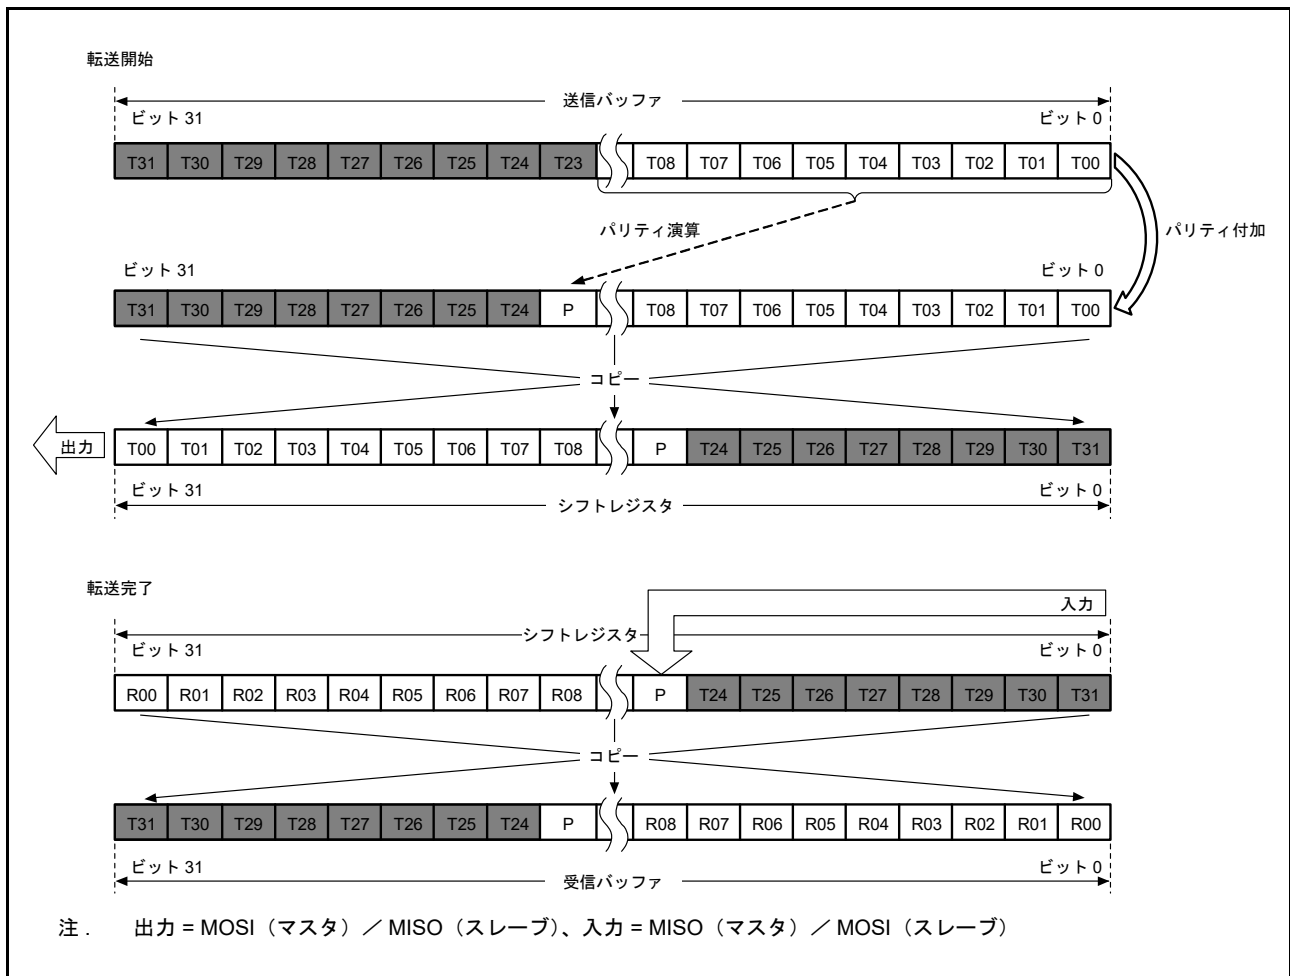 転送開始
送信バッファ
ビット 31 ビット 0
T31 T30 T29 T28 T27 T26 T25 T24 T23 T08 T07 T06 T05 T04 T03 T02 T01 T00
パリティ演算 パリティ付加
ビット 31 ビット 0
T31 T30 T29 T28 T27 T26 T25 T24 P T08 T07 T06 T05 T04 T03 T02 T01 T00
コピー
出力 T00 T01 T02 T03 T04 T05 T06 T07 T08 P T24 T25 T26 T27 T28 T29 T30 T31
ビット 31 ビット 0
シフトレジスタ
転送完了
入力
シフトレジスタ
ビット 31 ビット 0
R00 R01 R02 R03 R04 R05 R06 R07 R08 P T24 T25 T26 T27 T28 T29 T30 T31
コピー
T31 T30 T29 T28 T27 T26 T25 T24 P R08 R07 R06 R05 R04 R03 R02 R01 R00
ビット 31 ビット 0
受信バッファ
注 . 出力 = MOSI（マスタ）／ MISO（スレーブ）、入力 = MISO（マスタ）／ MOSI（スレーブ）